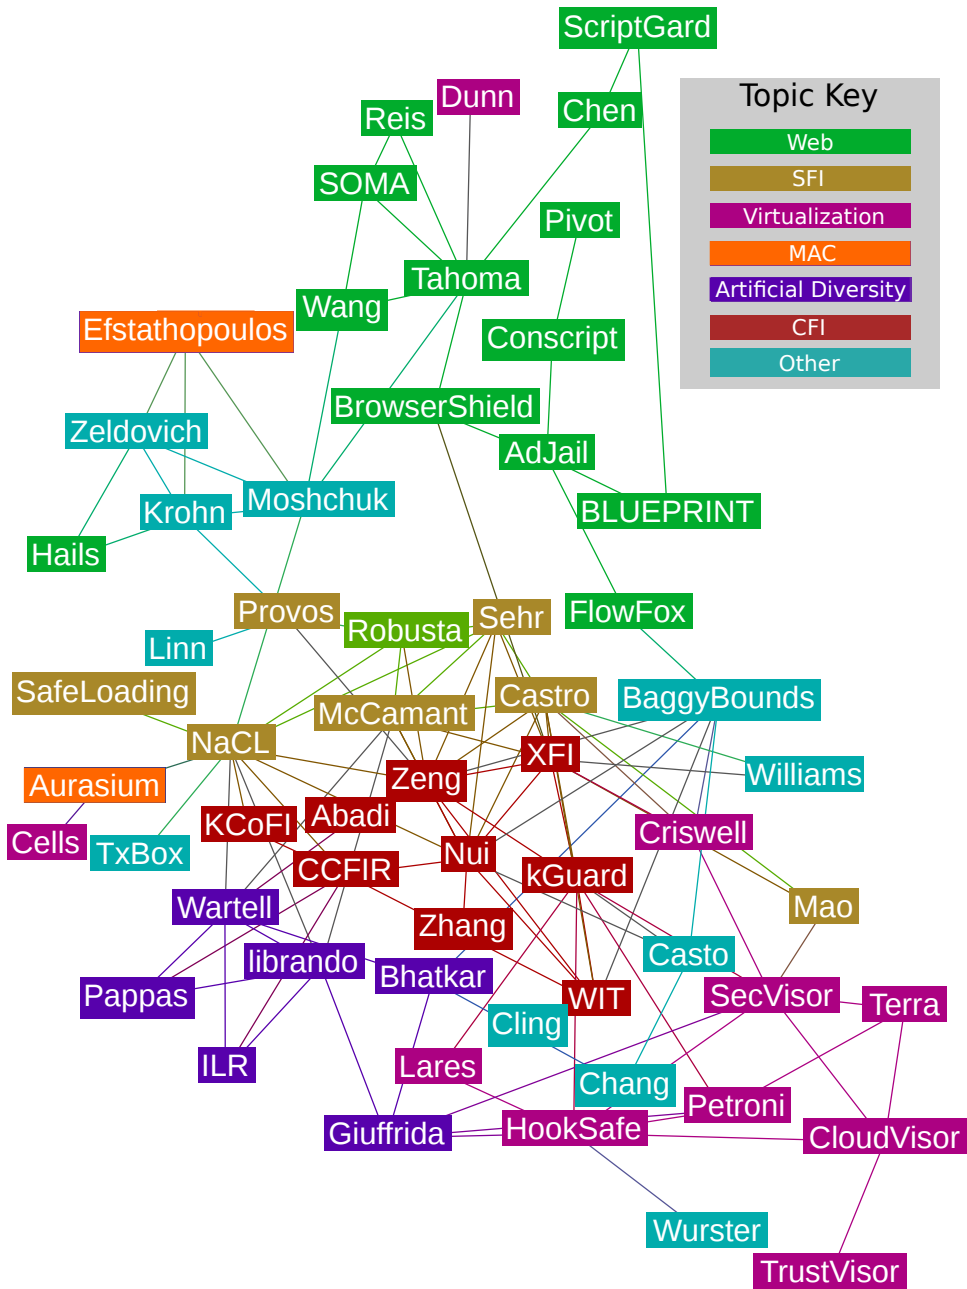 ScriptGard
Dunn
Topic Key
Reis
Chen
Web
SOMA
SFI
Pivot
Virtualization
MAC
Tahoma
Artificial Diversity
Wang
Efstathopoulos
CFI
Conscript
Other
BrowserShield
Zeldovich
AdJail
Moshchuk
BLUEPRINT
Krohn
Hails
Provos
FlowFox
Sehr
Robusta
Linn
SafeLoading
Castro
BaggyBounds
McCamant
NaCL
XFI
Aurasium
Zeng
Williams
Abadi
KCoFI
Criswell
Cells
TxBox
Nui
CCFIR
kGuard
Wartell
Mao
Zhang
Casto
librando
Bhatkar
Pappas
SecVisor
WIT
Terra
Cling
ILR
Lares
Chang
Petroni
Giuffrida
HookSafe
CloudVisor
Wurster
TrustVisor